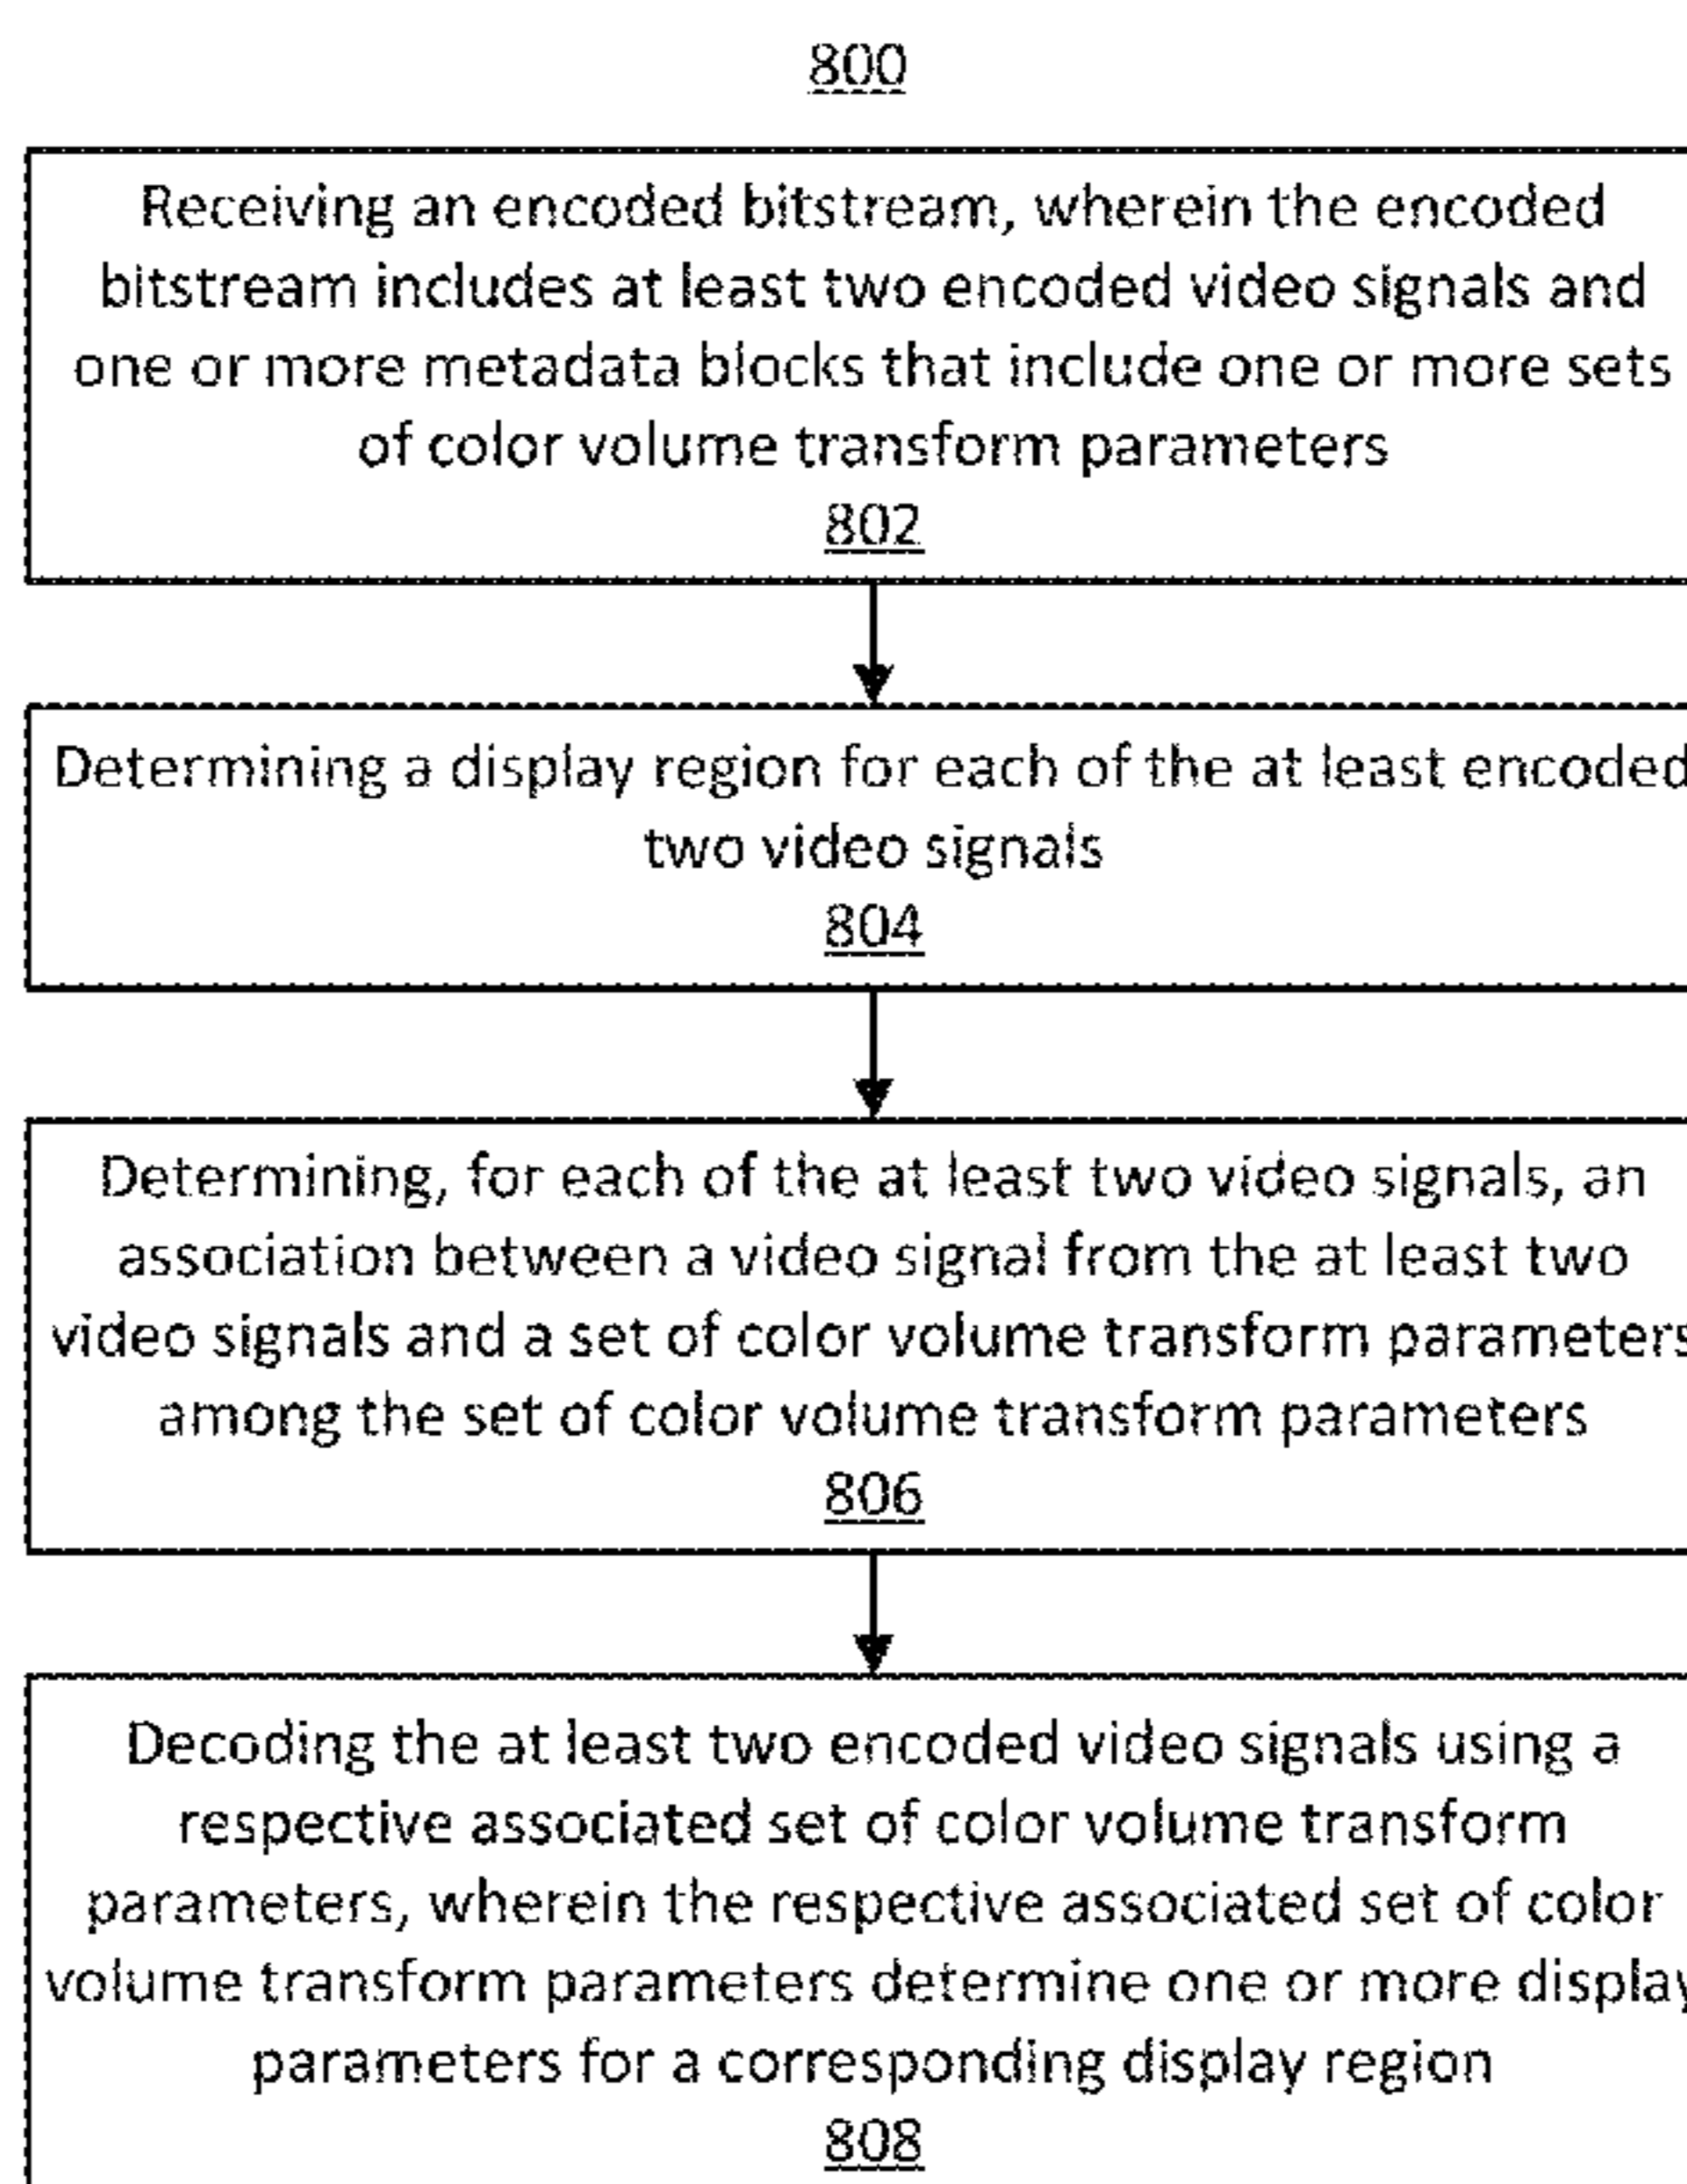 800
Receiving an encoded bitstream, wherein the encoded
bitstream includes at least two encoded video signals and
one or more metadata blocks that include one or more sets
of color volume transform parameters
802
Determining a display region for each of the at least encoded
two video signals
804
Determining, for each of the at least two video signals, an
association between a video signal from the at least two
video signals and a set of color volume transform parameters
among the set of color volume transform parameters
806
Decoding the at least two encoded video signals using a
respective associated set of color volume transform
parameters, wherein the respective associated set of color
volume transform parameters determine one or more display
parameters for a corresponding display region
808